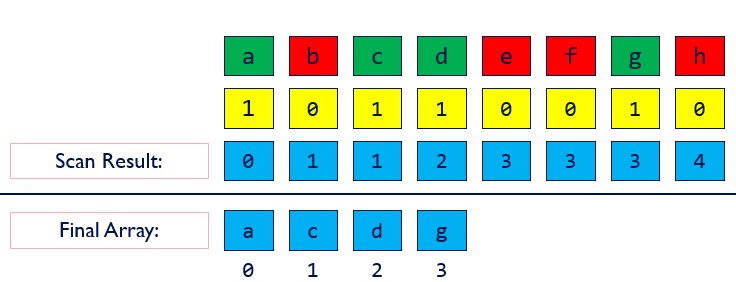 a b c d e f g h
1 0 1 1 0 0 1 0
Scan Result: 0 1 1 2 3 3 3 4
Final Array: a c d g
0 1 2 3